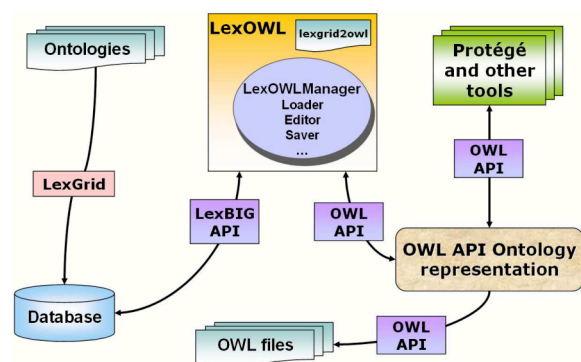 Ontologies
LexOWL
lexgrid2owl
LexOWLManager
Loader
Editor
Saver
...
Protégé
and other
tools
LexGrid
LexBIG
API
OWL
API
OWL
API
OWL API Ontology
representation
Database
OWL files
OWL
API